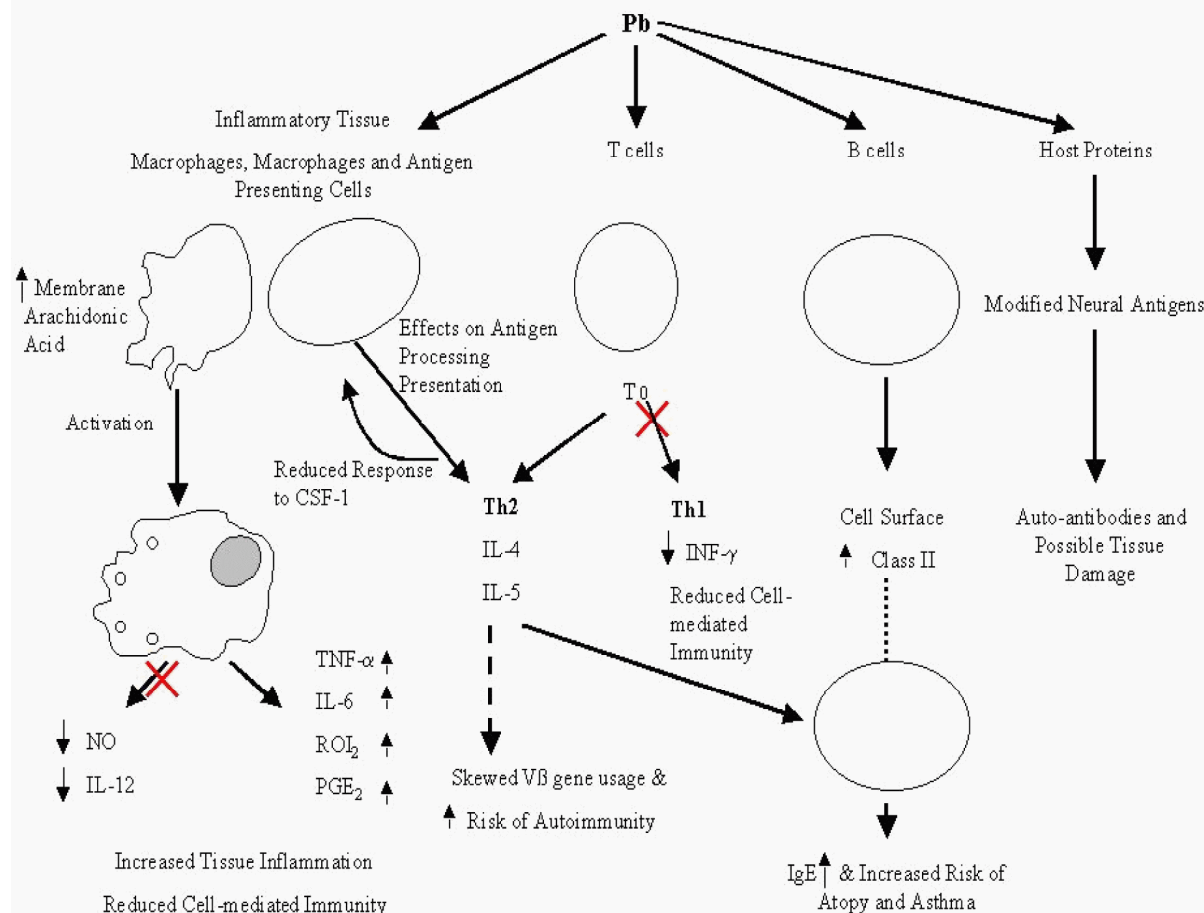 Pb
Inflammatory Tissue
Macrophages, Macrophages and Antigen
Presenting Cells
T cells
B cells
Host Proteins
Membrane
Arachidonic
Acid
Effects on Antigen
Processing
Presentation
Modified Neural Antigens
Activation
T0
Reduced Response
to CSF-1
Th2
IL-4
IL-5
Th1
INF-γ
Reduced Cell-
mediated
Immunity
Cell Surface
Class II
Auto-antibodies and
Possible Tissue
Damage
NO
IL-12
TNF-α
IL-6
ROI2
PGE2
Skewed Vß gene usage &
Risk of Autoimmunity
Increased Tissue Inflammation
Reduced Cell-mediated Immunity
IgE & Increased Risk of
Atopy and Asthma